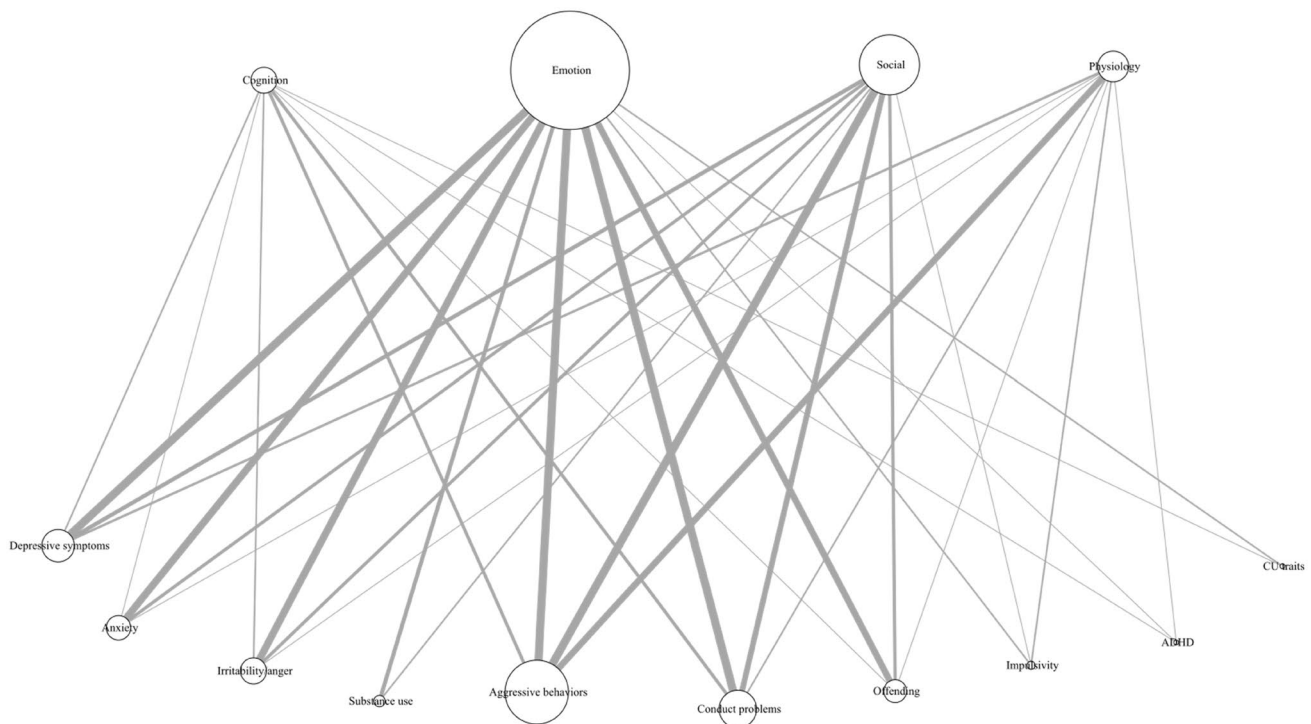 Cognition
Emotion
Social
Physiology
Depressive symptoms
Anxiety
Irritability/anger
Substance use
Aggressive behaviors
Conduct problems
Offending
Impulsivity
ADHD
CU traits